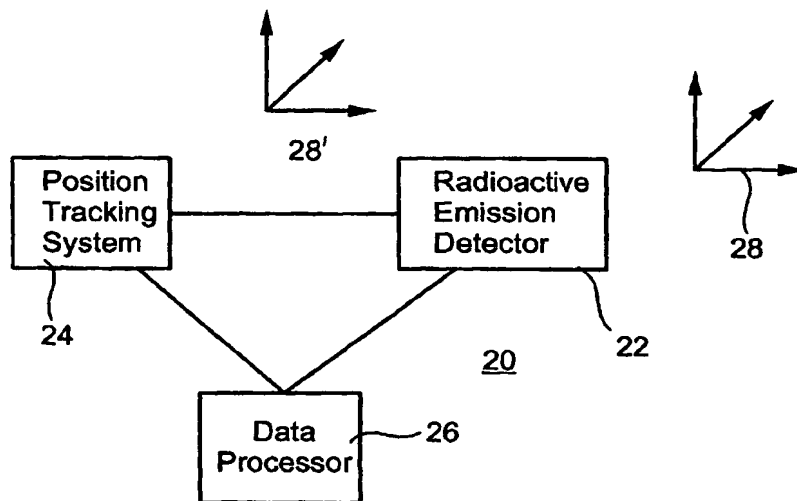 28'
Position
Tracking
System
Radioactive
Emission
Detector
28
24
22
20
Data
Processor
26